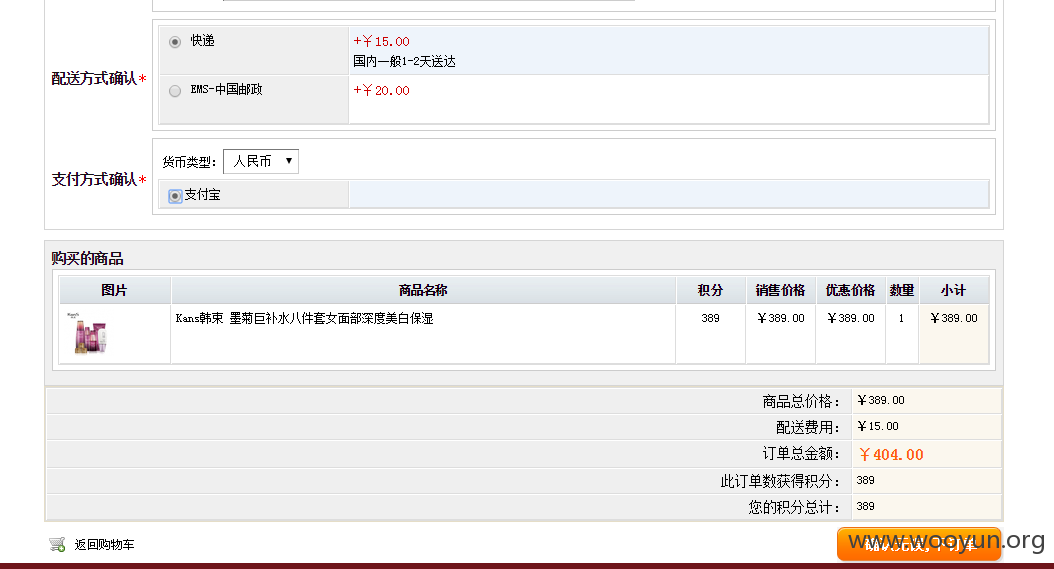 快递
+￥15.00
国内一般1-2天送达
配送方式确认*
EMS-中国邮政
+￥20.00
货币类型: 人民币
支付方式确认*
支付宝
购买的商品
图片 商品名称 积分 销售价格 优惠价格 数量 小计
Kans韩束 墨菊巨补水八件套女面部深度美白保湿 389 ￥389.00 ￥389.00 1 ￥389.00
商品总价格： ￥389.00
配送费用： ￥15.00
订单总金额： ￥404.00
此订单数获得积分： 389
您的积分总计： 389
返回购物车
确认无误,下订单
www.wooyun.org